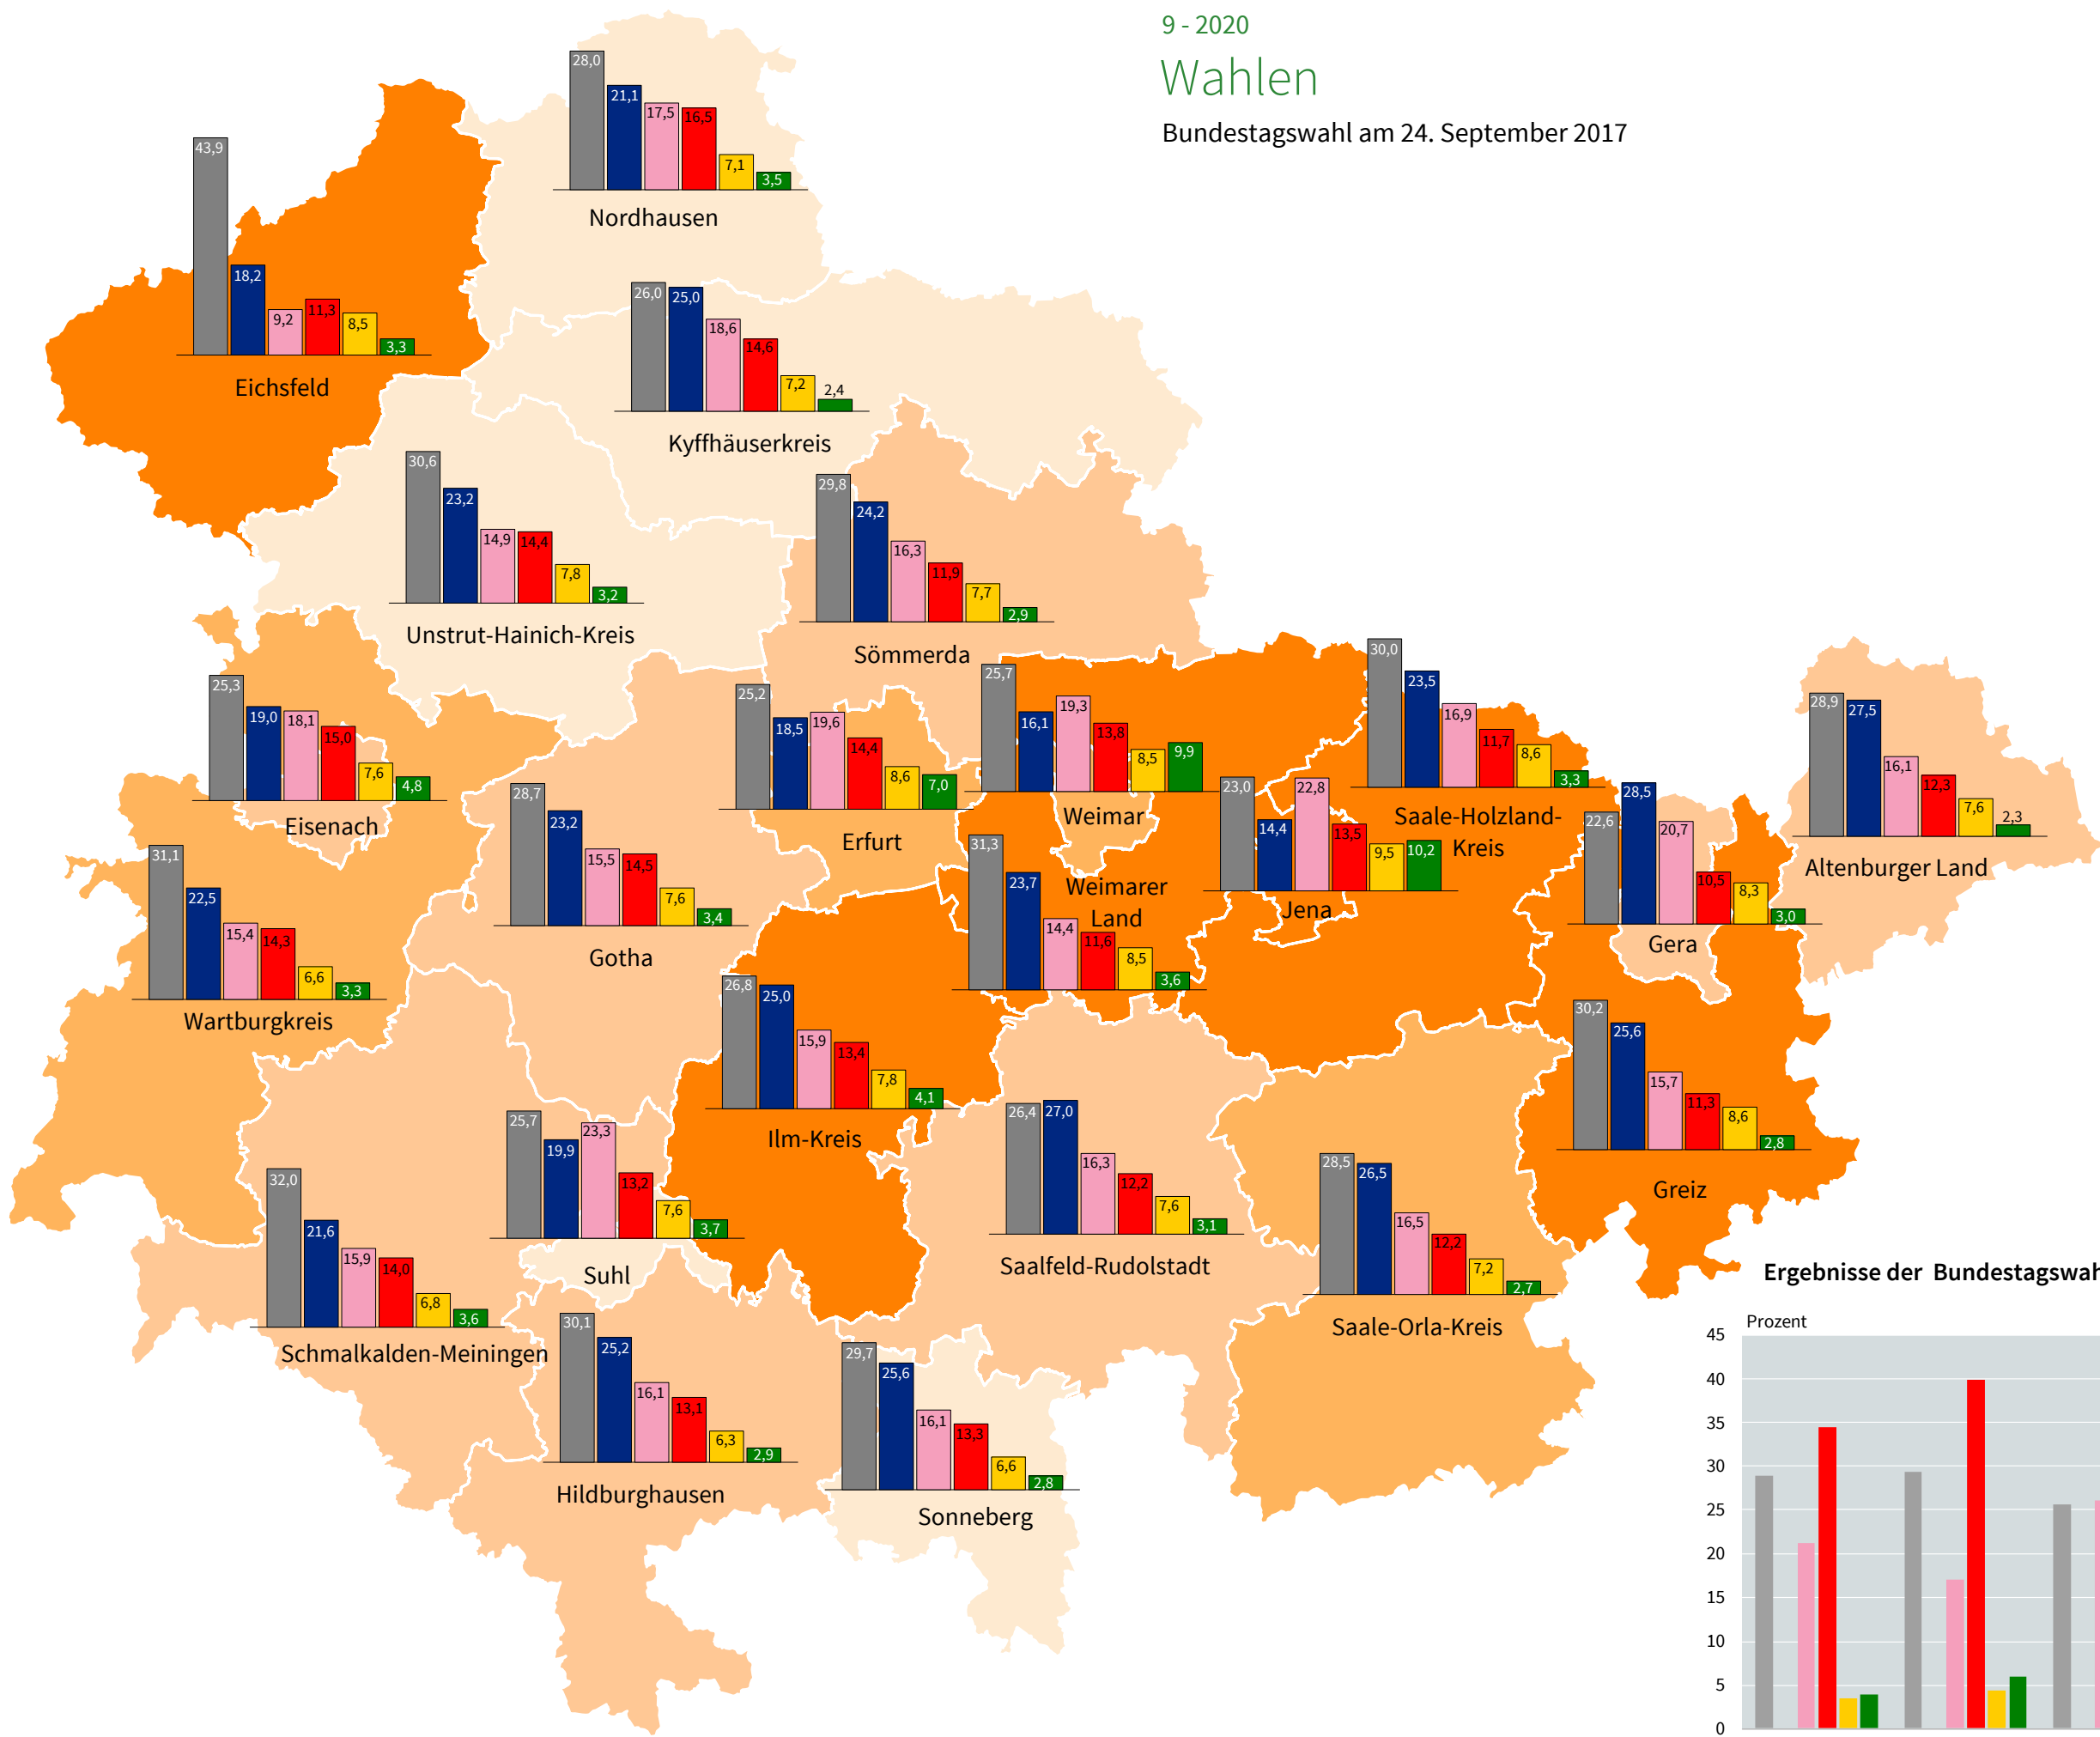 9 - 2020
Wahlen
Bundestagswahl am 24. September 2017
28,0 21,1 17,5 16,5 7,1 3,5
Nordhausen
43,9 18,2 9,2 11,3 8,5 3,3
Eichsfeld
26,0 25,0 18,6 14,6 7,2 2,4
Kyffhäuserkreis
30,6 23,2 14,9 14,4 7,8 3,2
Unstrut-Hainich-Kreis
29,8 24,2 16,3 11,9 7,7 2,9
Sömmerda
25,3 19,0 18,1 15,0 7,6 4,8
Eisenach
25,2 18,5 19,6 14,4 8,6 7,0
Erfurt
25,7 16,1 19,3 13,8 8,5 9,9
Weimar
30,0 23,5 16,9 11,7 8,6 3,3
Saale-Holzland-
Kreis
28,9 27,5 16,1 12,3 7,6 2,3
Altenburger Land
28,7 23,2 15,5 14,5 7,6 3,4
Gotha
23,0 14,4 22,8 13,5 9,5 10,2
Jena
22,6 28,5 20,7 10,5 8,3 3,0
Gera
31,1 22,5 15,4 14,3 6,6 3,3
Wartburgkreis
31,3 23,7 14,4 11,6 8,5 3,6
Weimarer
Land
26,8 25,0 15,9 13,4 7,8 4,1
Ilm-Kreis
30,2 25,6 15,7 11,3 8,6 2,8
Greiz
25,7 19,9 23,3 13,2 7,6 3,7
Suhl
26,4 27,0 16,3 12,2 7,6 3,1
Saalfeld-Rudolstadt
28,5 26,5 16,5 12,2 7,2 2,7
Saale-Orla-Kreis
32,0 21,6 15,9 14,0 6,8 3,6
Schmalkalden-Meiningen
30,1 25,2 16,1 13,1 6,3 2,9
Hildburghausen
29,7 25,6 16,1 13,3 6,6 2,8
Sonneberg
Ergebnisse der Bundestagswah
Prozent
45
40
35
30
25
20
15
10
5
0